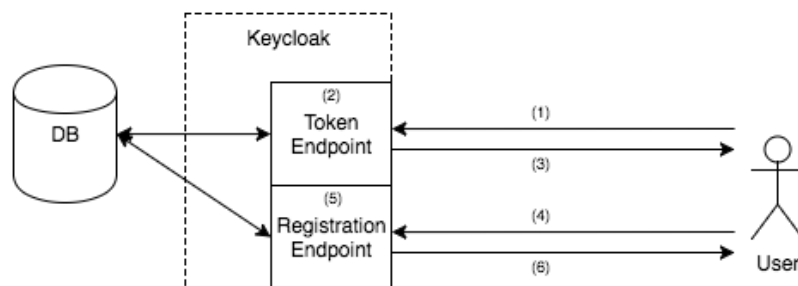 Keycloak
DB
(2)
Token
Endpoint
(1)
(3)
(5)
Registration
Endpoint
(4)
(6)
User